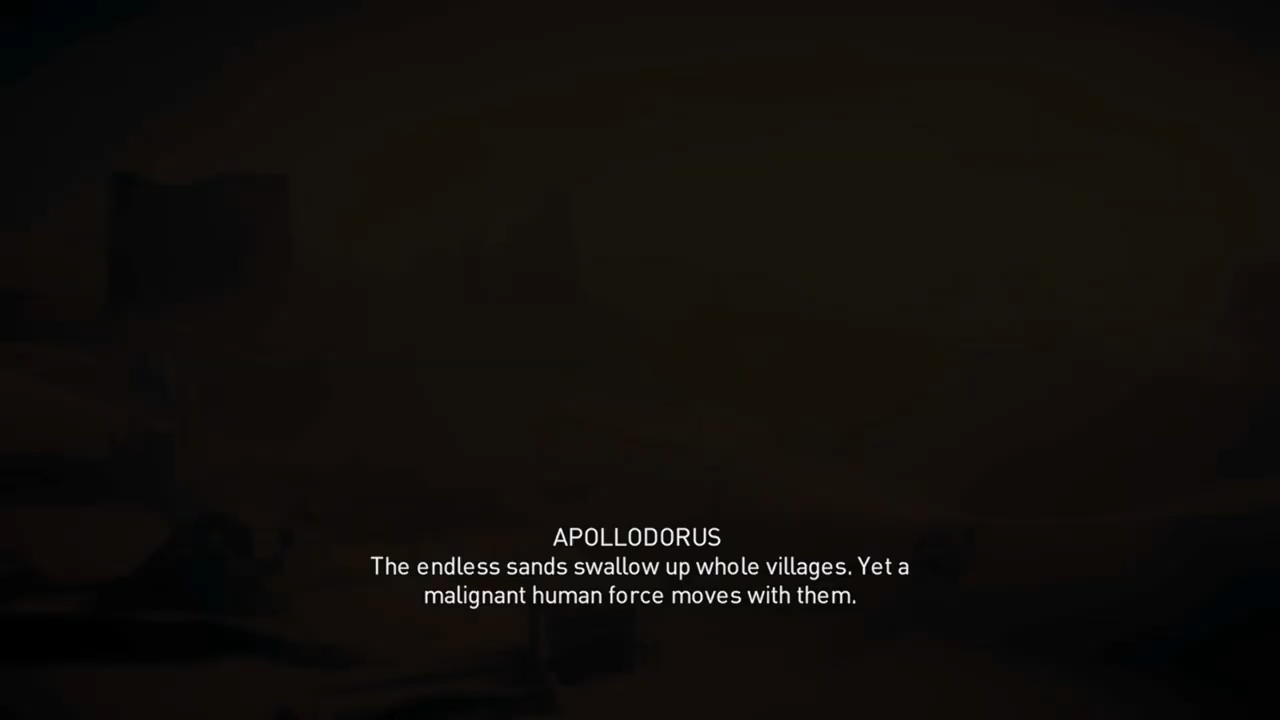 APOLLODORUS
The endless sands swallow up whole villages. Yet a
malignant human force moves with them.